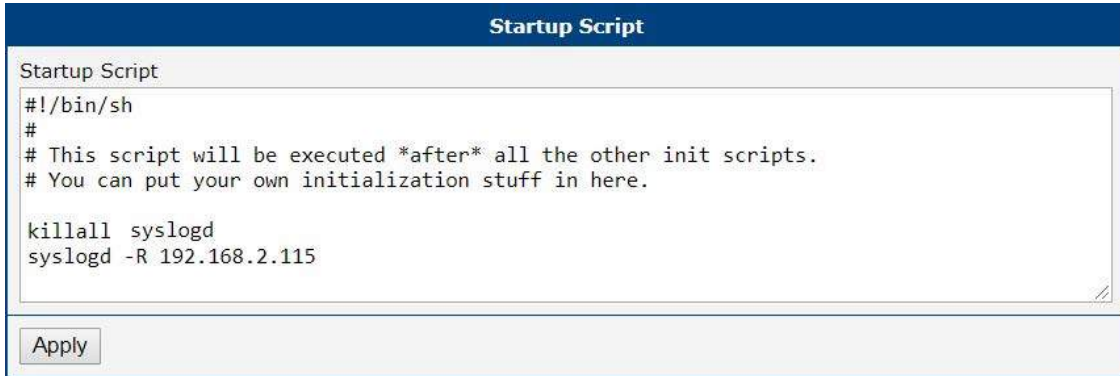 Startup Script
Startup Script
#!/bin/sh
#
# This script will be executed *after* all the other init scripts.
# You can put your own initialization stuff in here.
killall syslogd
syslogd -R 192.168.2.115
Apply